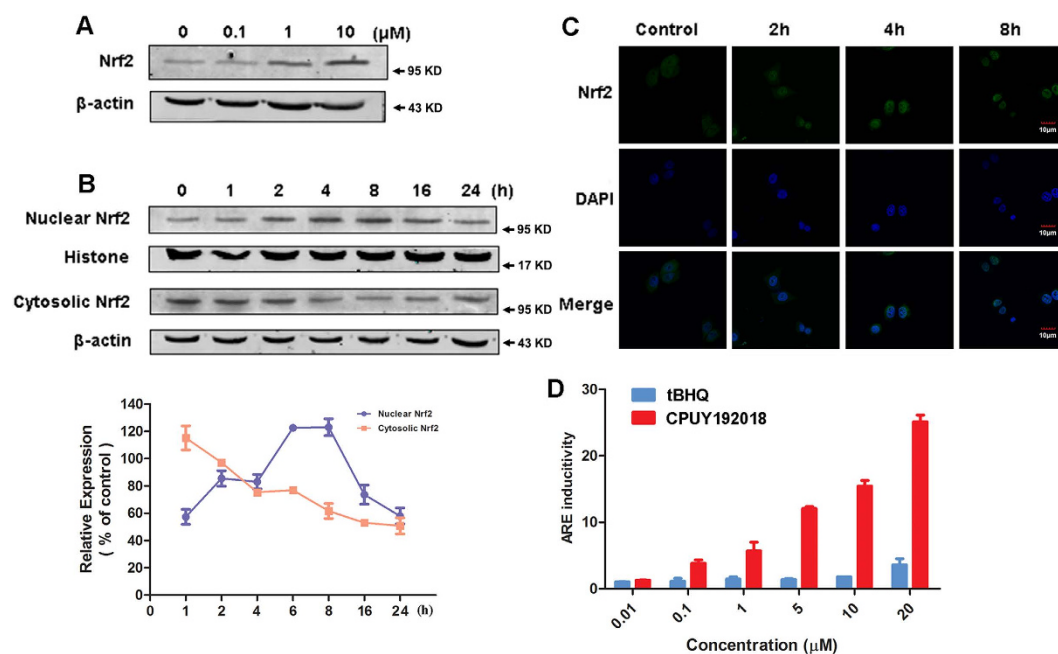 A
0 0.1 1 10 (μM)
Nrf2
95 KD
β-actin
43 KD
B
0 1 2 4 8 16 24 (h)
Nuclear Nrf2
95 KD
Histone
17 KD
Cytosolic Nrf2
95 KD
β-actin
43 KD
140
120
100
80
60
40
20
0
Relative Expression
( % of control )
Nuclear Nrf2
Cytosolic Nrf2
0 1 2 4 6 8 16 24 (h)
C
Control 2h 4h 8h
Nrf2
10μm
DAPI
10μm
Merge
10μm
D
tBHQ
CPUY192018
30
20
10
0
ARE inducitivity
0.01 0.1 1 5 10 20
Concentration (μM)